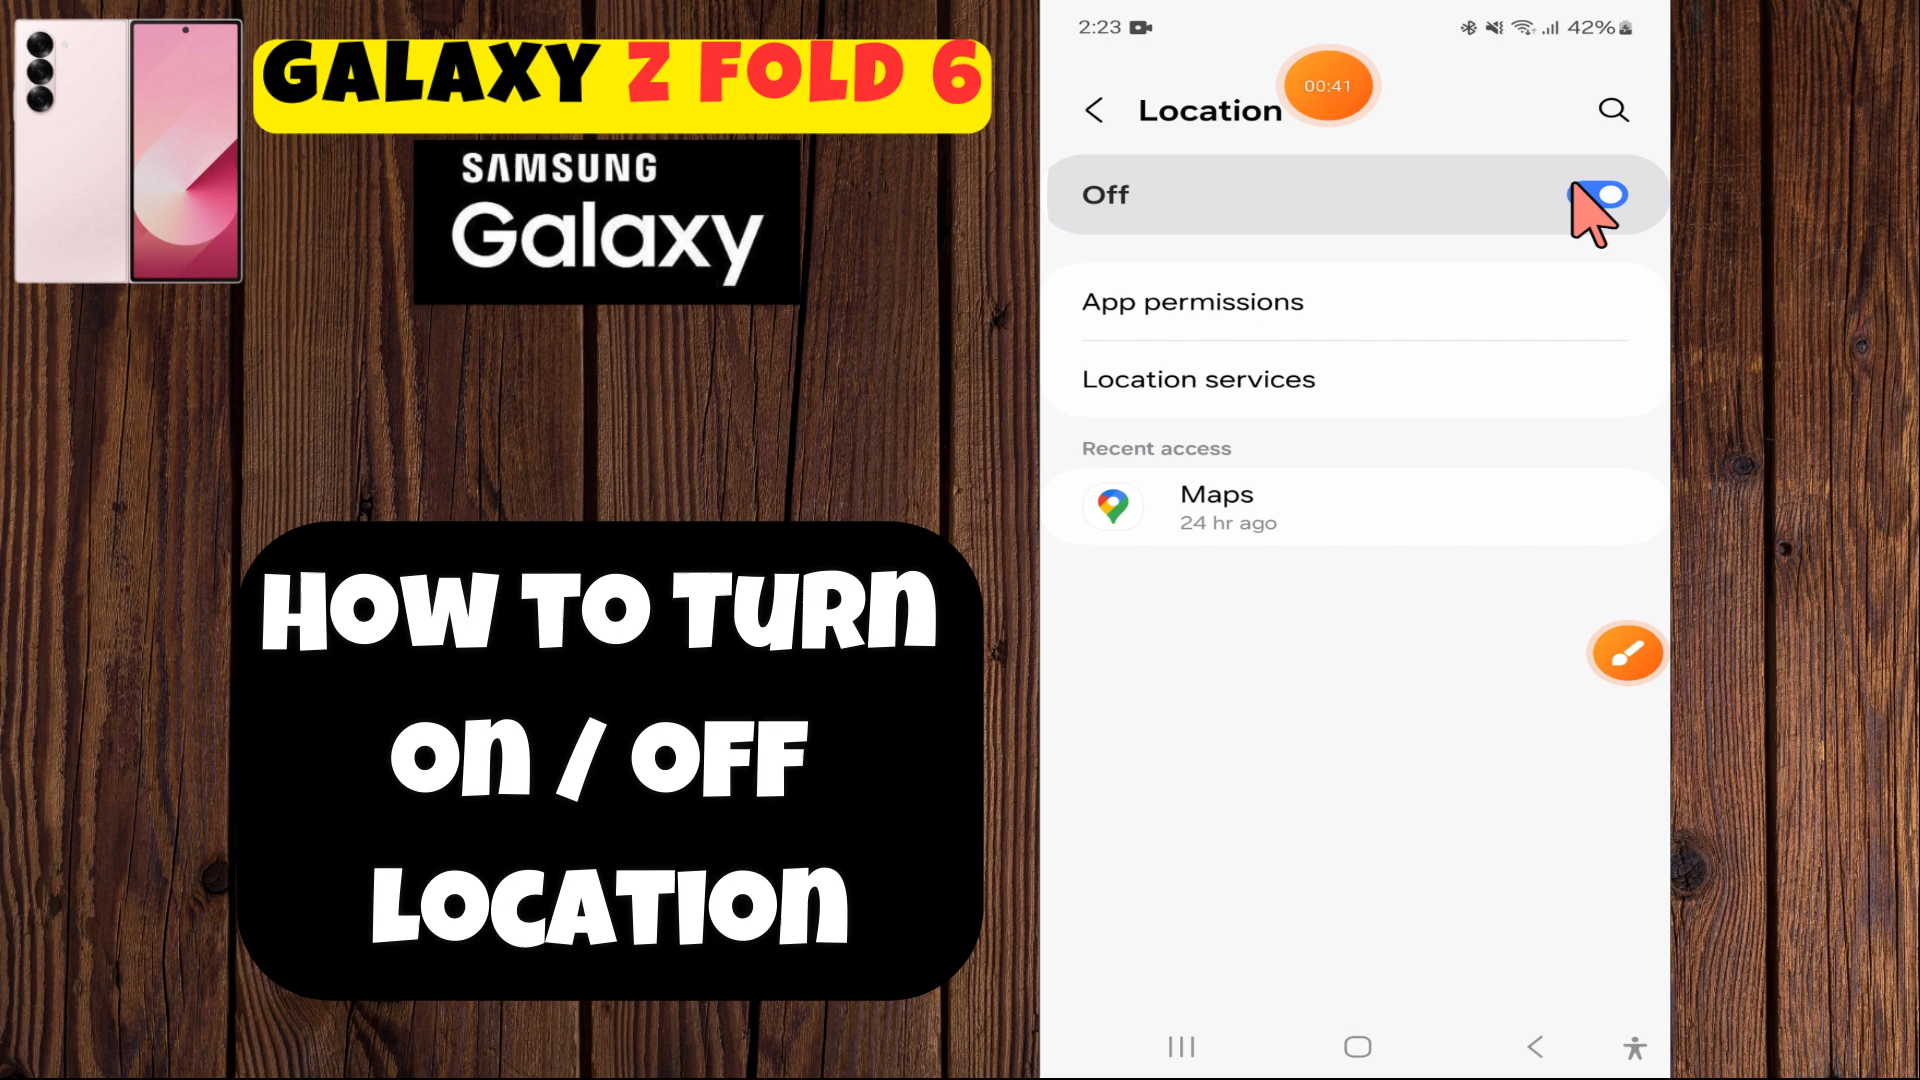 GALAXY Z FOLD 6
SAMSUNG
Galaxy
HOW TO TURN
ON / OFF
LOCATION
2:23
42%
00:41
Location
Off
App permissions
Location services
Recent access
Maps
24 hr ago